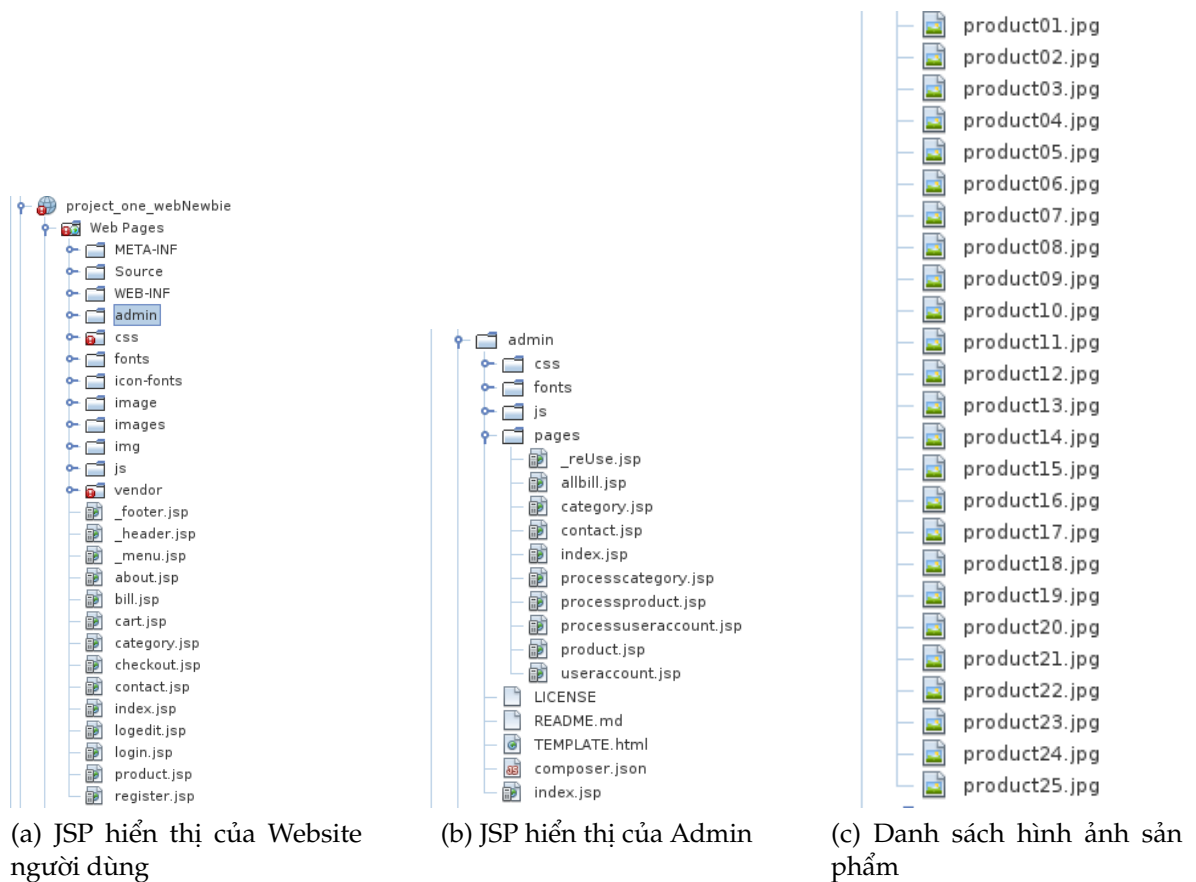 project_one_webNewbie
Web Pages
META-INF
Source
WEB-INF
admin
css
fonts
icon-fonts
image
images
img
js
vendor
_footer.jsp
_header.jsp
_menu.jsp
about.jsp
bill.jsp
cart.jsp
category.jsp
checkout.jsp
contact.jsp
index.jsp
logedit.jsp
login.jsp
product.jsp
register.jsp
(a) JSP hiển thị của Website
người dùng
admin
css
fonts
js
pages
_reUse.jsp
allbill.jsp
category.jsp
contact.jsp
index.jsp
processcategory.jsp
processproduct.jsp
processuseraccount.jsp
product.jsp
useraccount.jsp
LICENSE
README.md
TEMPLATE.html
composer.json
index.jsp
(b) JSP hiển thị của Admin
product01.jpg
product02.jpg
product03.jpg
product04.jpg
product05.jpg
product06.jpg
product07.jpg
product08.jpg
product09.jpg
product10.jpg
product11.jpg
product12.jpg
product13.jpg
product14.jpg
product15.jpg
product16.jpg
product17.jpg
product18.jpg
product19.jpg
product20.jpg
product21.jpg
product22.jpg
product23.jpg
product24.jpg
product25.jpg
(c) Danh sách hình ảnh sản
phẩm